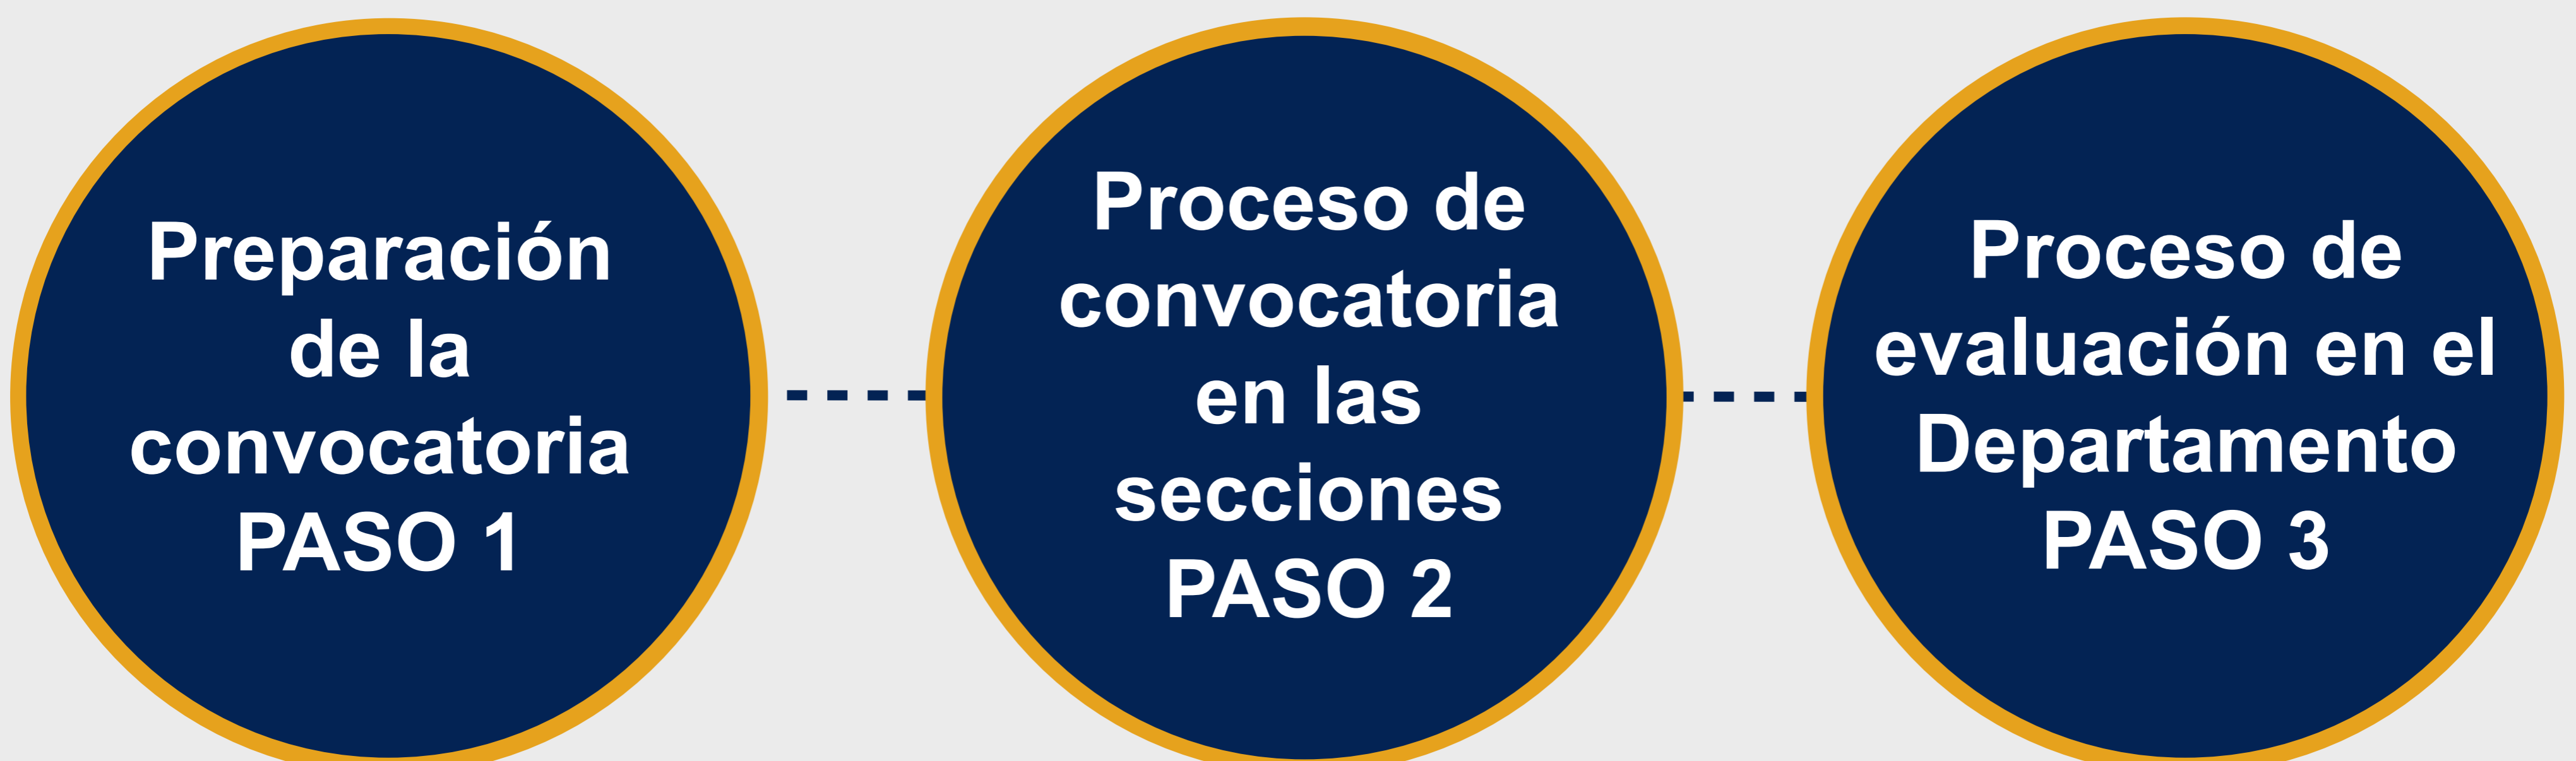 Preparación
de la
convocatoria
PASO 1
Proceso de
convocatoria
en las
secciones
PASO 2
Proceso de
evaluación en el
Departamento
PASO 3